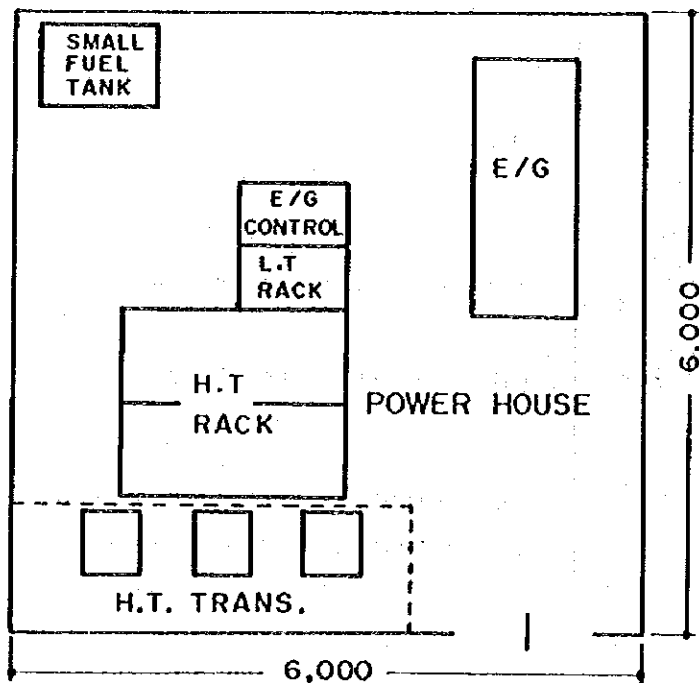 SMALL
FUEL
TANK
E/G
E/G
CONTROL
L.T
RACK
H.T
RACK
POWER HOUSE
H.T. TRANS.
6,000
6.000